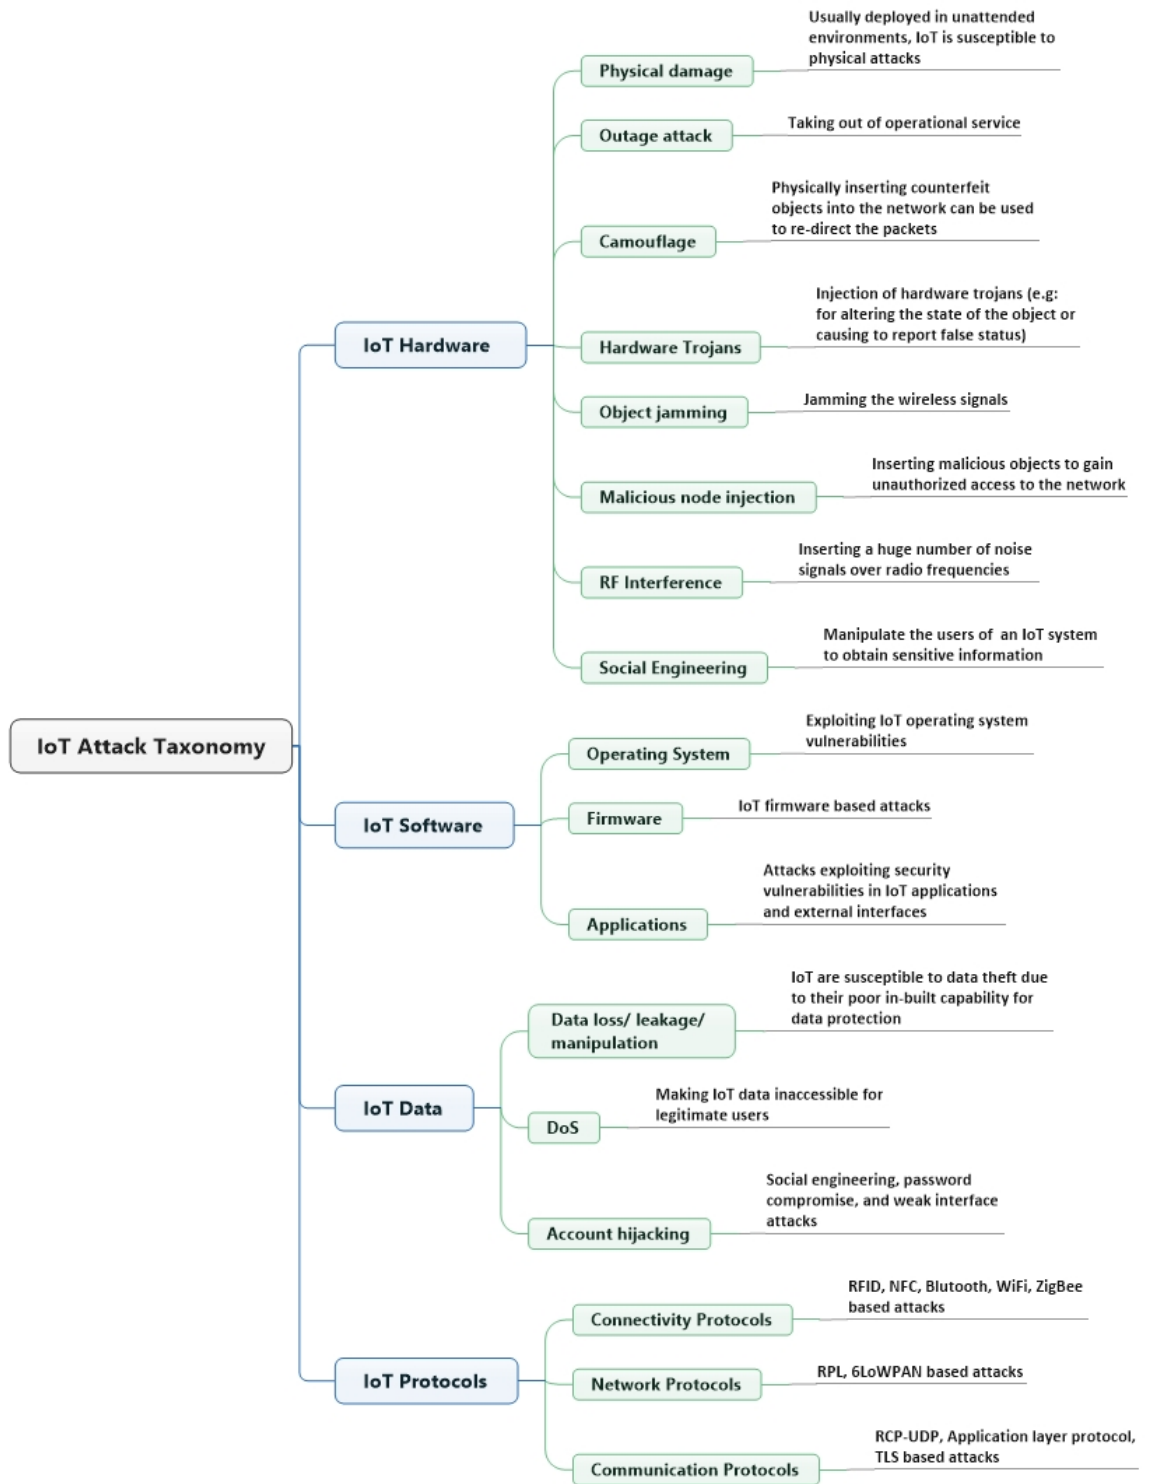 Usually deployed in unattended
environments, IoT is susceptible to
physical attacks
Physical damage
Taking out of operational service
Outage attack
Physically inserting counterfeit
objects into the network can be used
to re-direct the packets
Camouflage
Injection of hardware trojans (e.g:
for altering the state of the object or
causing to report false status)
IoT Hardware
Hardware Trojans
Jamming the wireless signals
Object jamming
Inserting malicious objects to gain
unauthorized access to the network
Malicious node injection
Inserting a huge number of noise
signals over radio frequencies
RF Interference
Manipulate the users of an IoT system
to obtain sensitive information
Social Engineering
IoT Attack Taxonomy
Exploiting IoT operating system
vulnerabilities
Operating System
IoT firmware based attacks
Firmware
IoT Software
Attacks exploiting security
vulnerabilities in IoT applications
and external interfaces
Applications
IoT are susceptible to data theft due
to their poor in-built capability for
data protection
Data loss/ leakage/
manipulation
Making IoT data inaccessible for
legitimate users
IoT Data
DoS
Social engineering, password
compromise, and weak interface
attacks
Account hijacking
RFID, NFC, Blutooth, WiFi, ZigBee
based attacks
Connectivity Protocols
RPL, 6LoWPAN based attacks
IoT Protocols
Network Protocols
RCP-UDP, Application layer protocol,
TLS based attacks
Communication Protocols